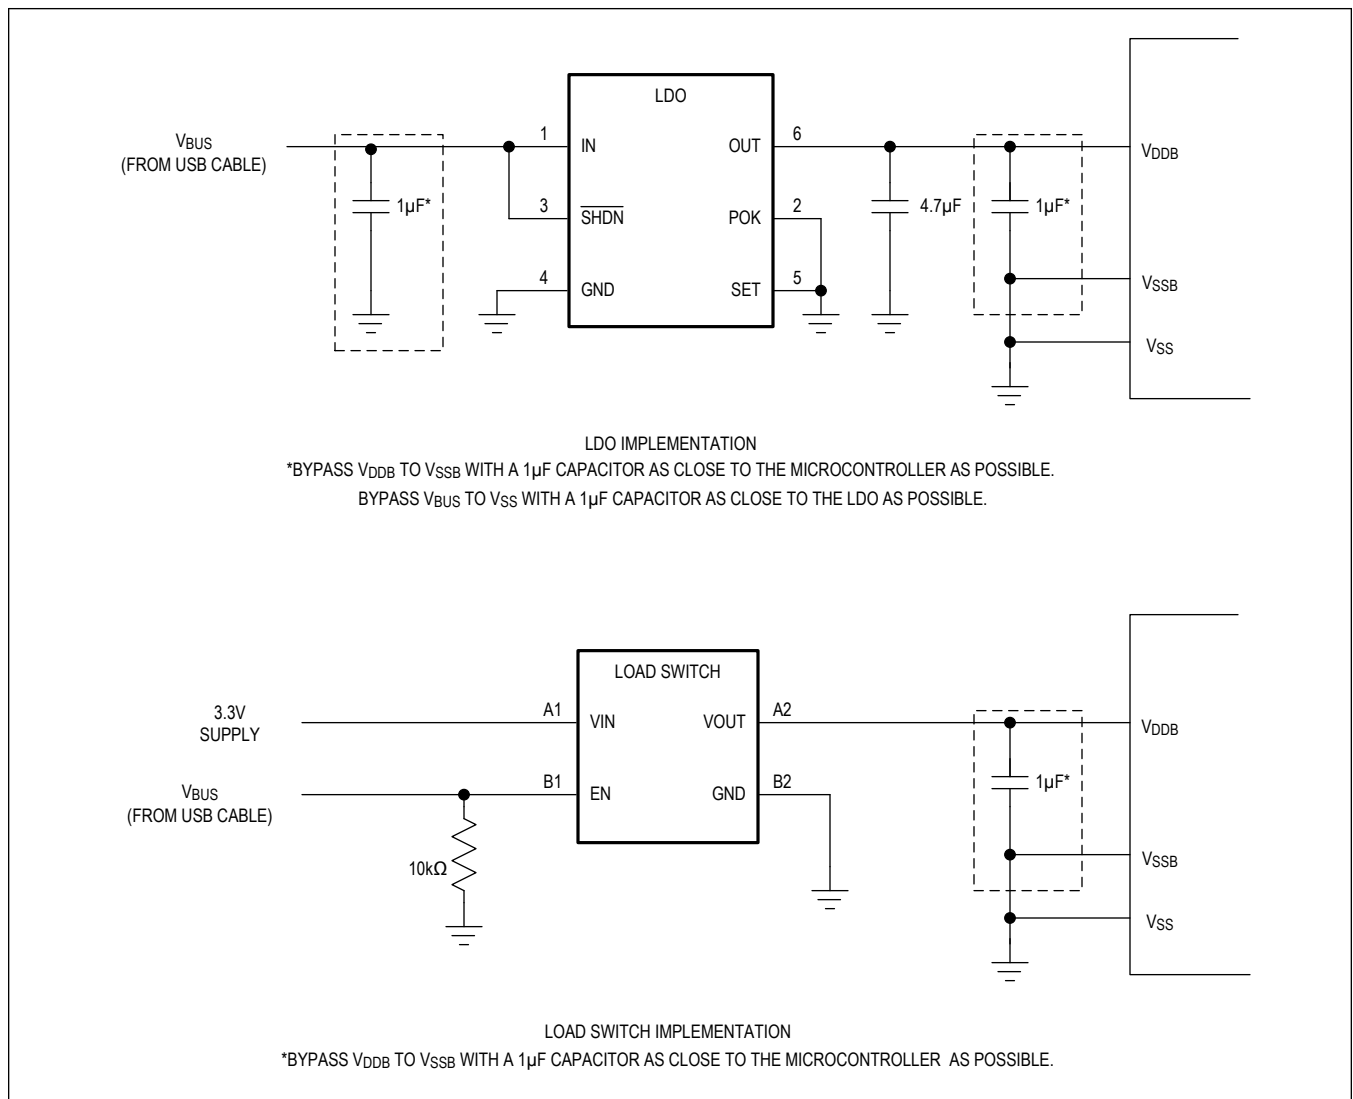 LDO
VBUS
(FROM USB CABLE)
1
IN
OUT
6
VDDB
1µF*
3
SHDN
POK
2
4.7µF
1µF*
4
GND
SET
5
VSSB
VSS
LDO IMPLEMENTATION
*BYPASS VDDB TO VSSB WITH A 1µF CAPACITOR AS CLOSE TO THE MICROCONTROLLER AS POSSIBLE.
BYPASS VBUS TO VSS WITH A 1µF CAPACITOR AS CLOSE TO THE LDO AS POSSIBLE.
LOAD SWITCH
3.3V
SUPPLY
A1
VIN
VOUT
A2
VDDB
VBUS
(FROM USB CABLE)
B1
EN
GND
B2
1µF*
10kΩ
VSSB
VSS
LOAD SWITCH IMPLEMENTATION
*BYPASS VDDB TO VSSB WITH A 1µF CAPACITOR AS CLOSE TO THE MICROCONTROLLER AS POSSIBLE.